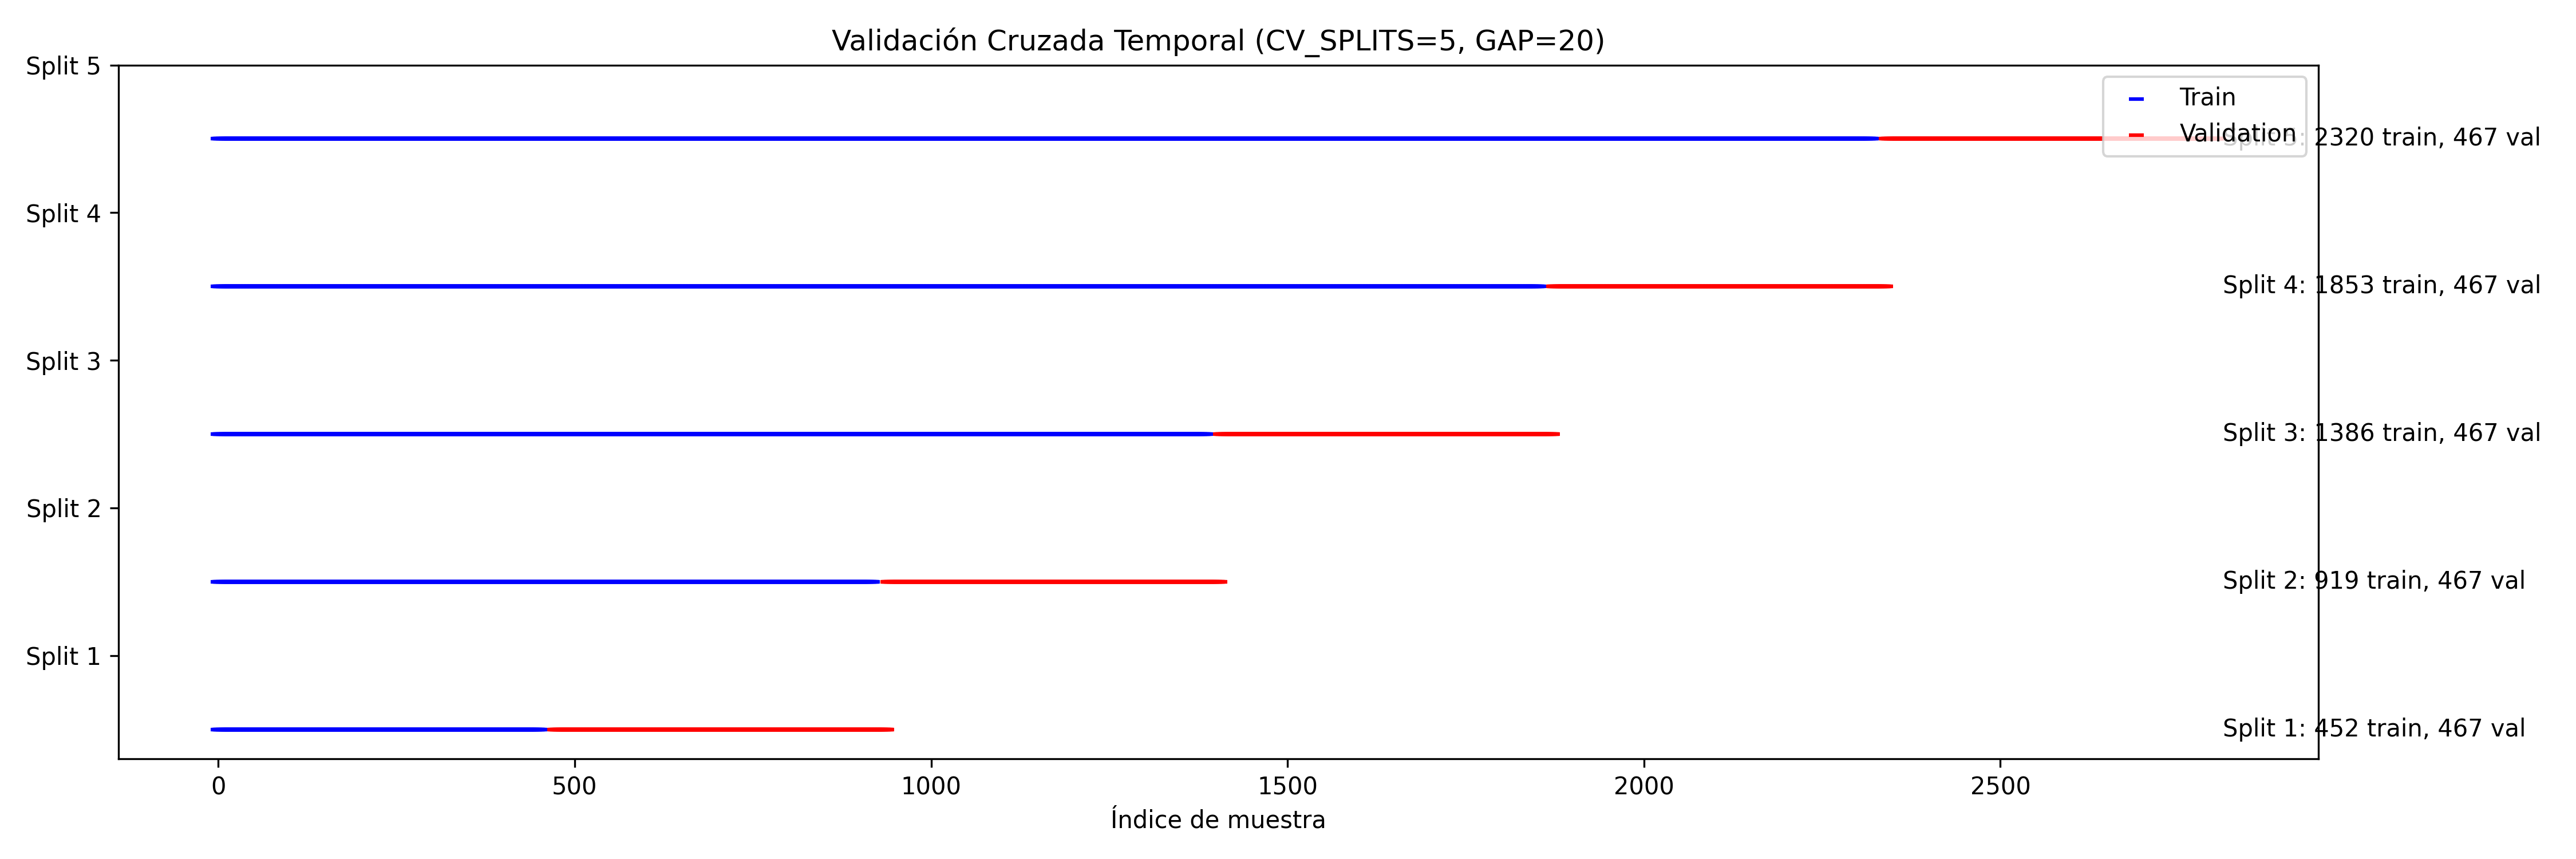 Validación Cruzada Temporal (CV_SPLITS=5, GAP=20)
Split 5
Train
Validation
Split 5: 2320 train, 467 val
Split 4
Split 4: 1853 train, 467 val
Split 3
Split 3: 1386 train, 467 val
Split 2
Split 2: 919 train, 467 val
Split 1
Split 1: 452 train, 467 val
0 500 1000 1500 2000 2500
Índice de muestra